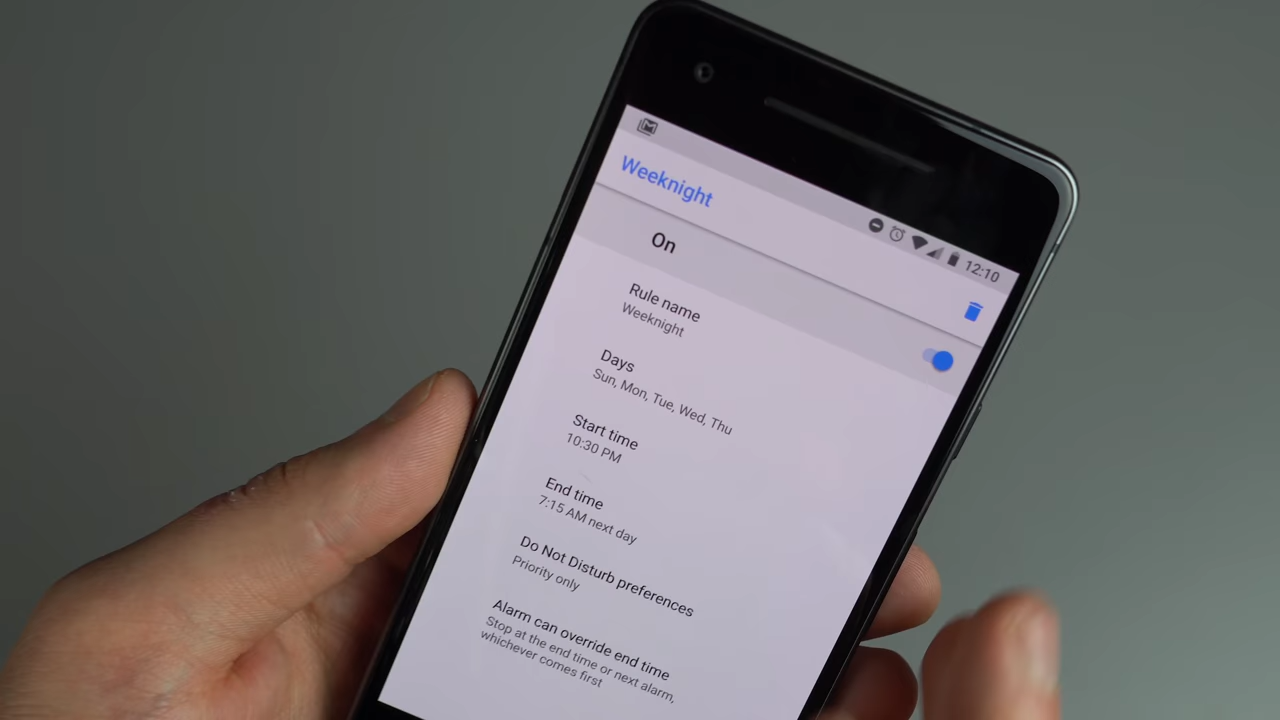 12:10
Weeknight
On
Rule name
Weeknight
Days
Sun, Mon, Tue, Wed, Thu
Start time
10:30 PM
End time
7:15 AM next day
Do Not Disturb preferences
Priority only
Alarm can override end time
Stop at the end time or next alarm,
whichever comes first